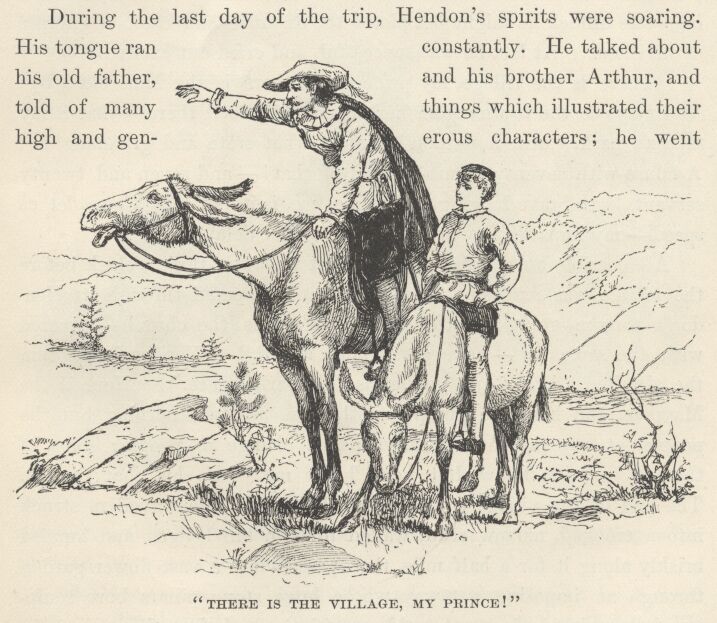 During the last day of the trip, Hendon's spirits were soaring.
His tongue ran constantly. He talked about
his old father, and his brother Arthur, and
told of many things which illustrated their
high and gen- erous characters; he went
"THERE IS THE VILLAGE, MY PRINCE!"